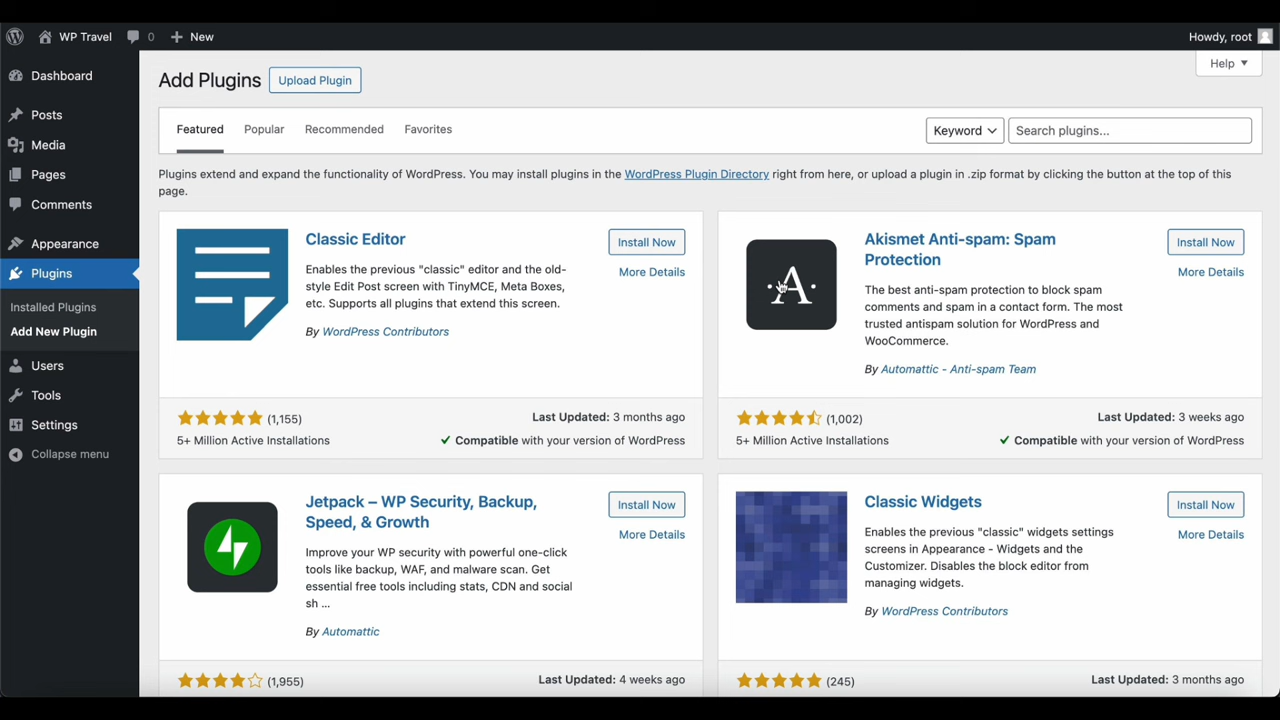 WP Travel 0 New Howdy, root
Help
Dashboard
Posts
Media
Pages
Comments
Appearance
Plugins
Installed Plugins
Add New Plugin
Users
Tools
Settings
Collapse menu
Add Plugins Upload Plugin
Featured Popular Recommended Favorites Keyword Search plugins...
Plugins extend and expand the functionality of WordPress. You may install plugins in the WordPress Plugin Directory right from here, or upload a plugin in .zip format by clicking the button at the top of this
page.
Classic Editor
Install Now
More Details
Enables the previous "classic" editor and the old-
style Edit Post screen with TinyMCE, Meta Boxes,
etc. Supports all plugins that extend this screen.
By WordPress Contributors
(1,155)
Last Updated: 3 months ago
5+ Million Active Installations
Compatible with your version of WordPress
A
Akismet Anti-spam: Spam
Protection
Install Now
More Details
The best anti-spam protection to block spam
comments and spam in a contact form. The most
trusted antispam solution for WordPress and
WooCommerce.
By Automattic - Anti-spam Team
(1,002)
Last Updated: 3 weeks ago
5+ Million Active Installations
Compatible with your version of WordPress
Jetpack – WP Security, Backup,
Speed, & Growth
Install Now
More Details
Improve your WP security with powerful one-click
tools like backup, WAF, and malware scan. Get
essential free tools including stats, CDN and social
sh ...
By Automattic
(1,955)
Last Updated: 4 weeks ago
Classic Widgets
Install Now
More Details
Enables the previous "classic" widgets settings
screens in Appearance - Widgets and the
Customizer. Disables the block editor from
managing widgets.
By WordPress Contributors
(245)
Last Updated: 3 months ago